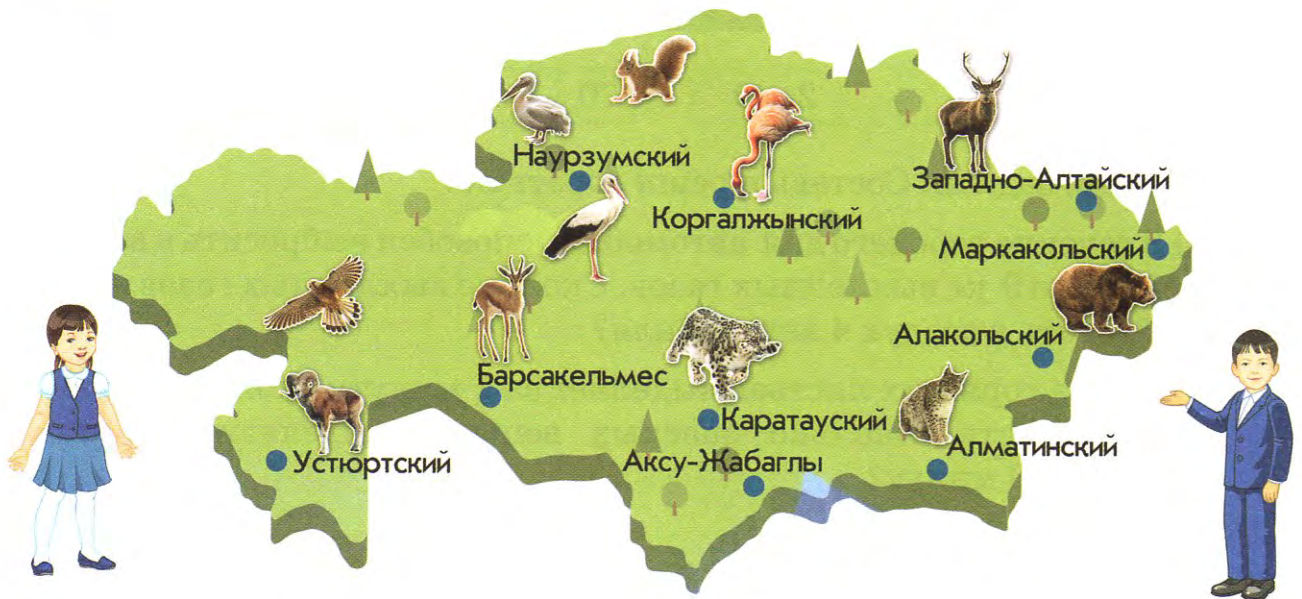 Наурзумский
Западно-Алтайский
Коргалжынский
Маркакольский
Алакольский
Барсакельмес
Каратауский
Алматинский
Устюртский
Аксу-Жабаглы